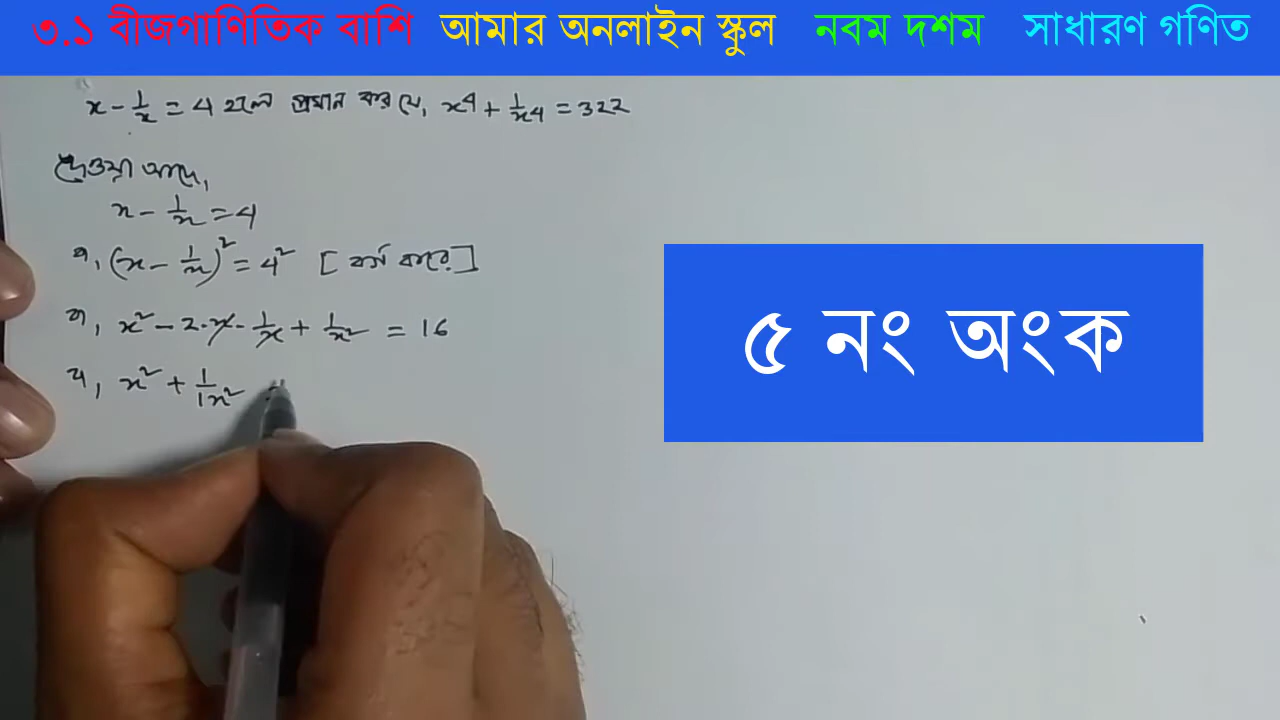 ৩.১ বীজগাণিতিক বাশি আমার অনলাইন স্কুল নবম দশম সাধারণ গণিত
x - 1/x = 4 হলে প্রমান কর যে, x⁴ + 1/x⁴ = 322
দেওয়া আছে,
x - 1/x = 4
বা, (x - 1/x)² = 4² [বর্গ করে]
বা, x² - 2·x·1/x + 1/x² = 16
বা, x² + 1/x²
৫ নং অংক